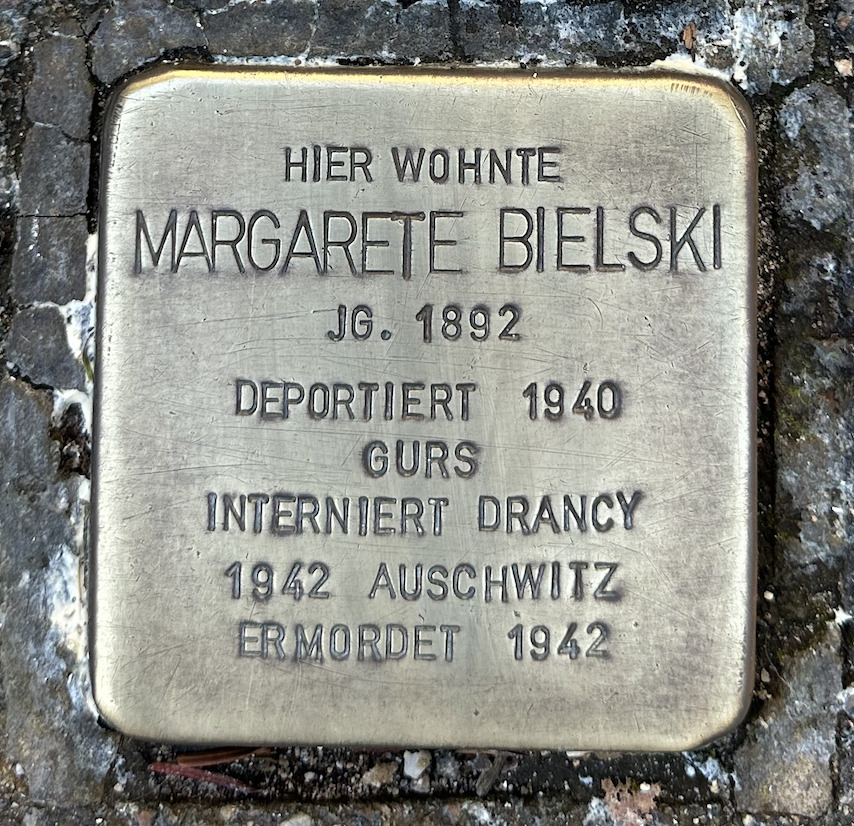 HIER WOHNTE
MARGARETE BIELSKI
JG. 1892
DEPORTIERT 1940
GURS
INTERNIERT DRANCY
1942 AUSCHWITZ
ERMORDET 1942